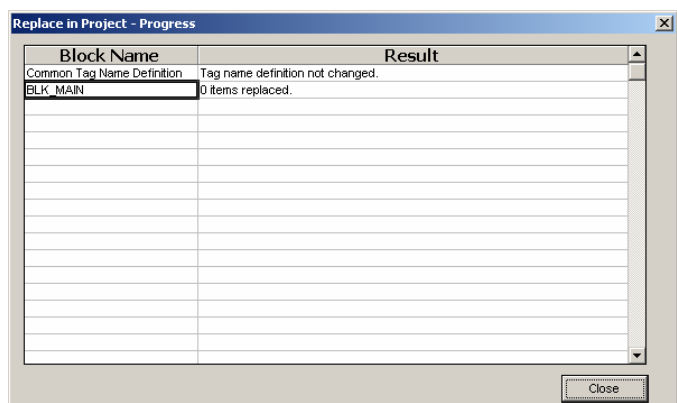 Replace in Project - Progress
Block Name Result
Common Tag Name Definition Tag name definition not changed.
BLK_MAIN 0 items replaced.
Close